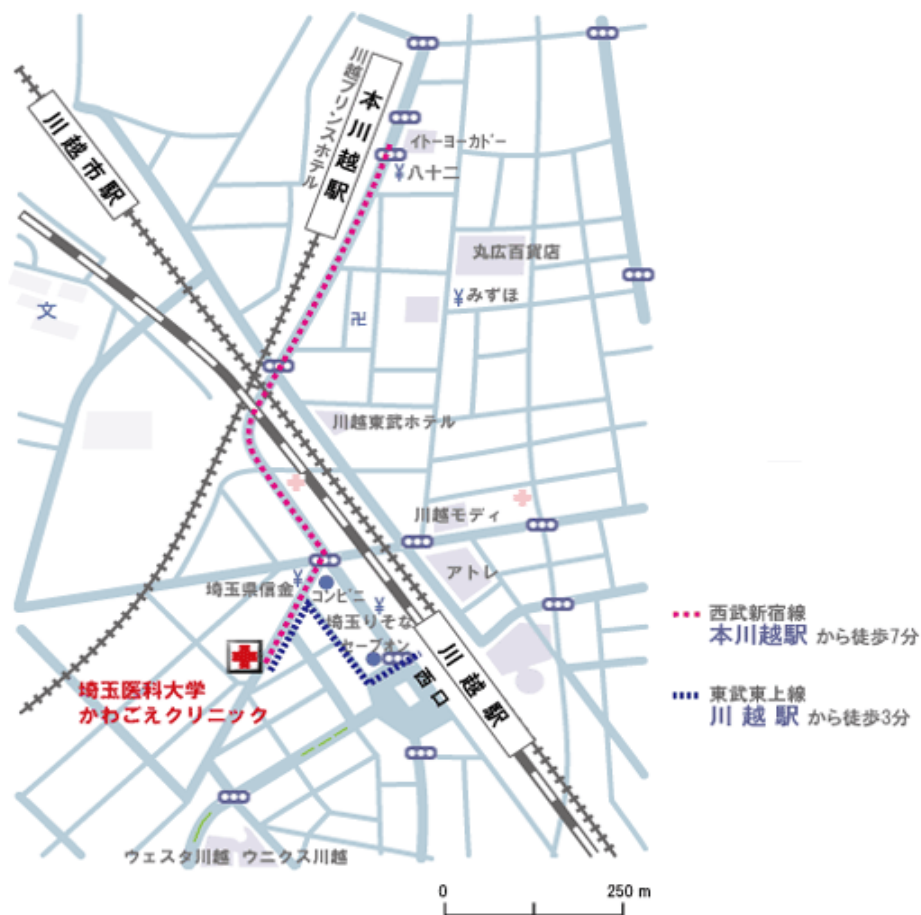 本川越駅
川越プリンスホテル
川越市駅
イトーヨーカドー
¥八十二
丸広百貨店
¥みずほ
文
卍
川越東武ホテル
川越モディ
アトレ
埼玉県信金¥
コンビニ
¥
埼玉りそな
セーブオン
川越駅
西口
埼玉医科大学
かわごえクリニック
西武新宿線
本川越駅 から徒歩7分
東武東上線
川越駅 から徒歩3分
ウェスタ川越 ウニクス川越
0 250 m